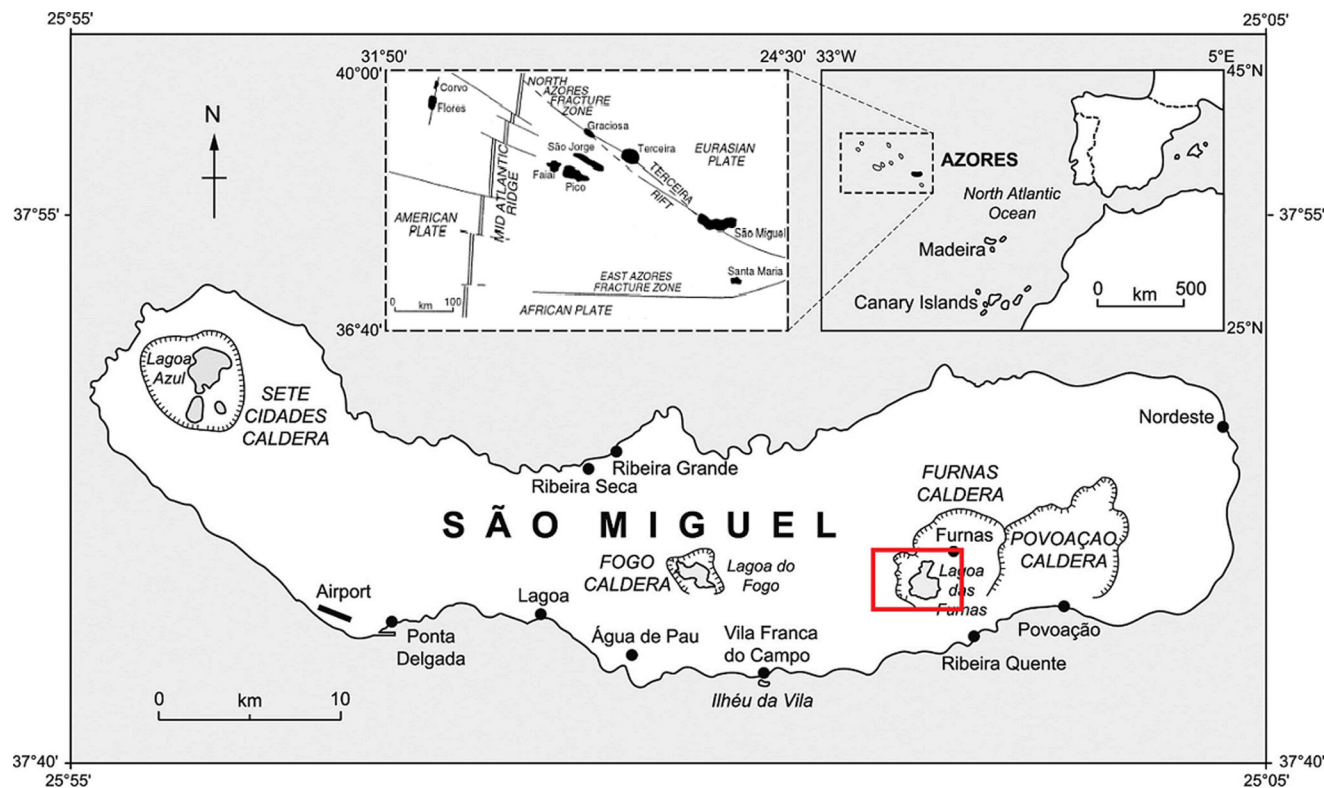 25°55'
25°05'
31°50'
24°30'
33°W
5°E
40°00'
45°N
N
Corvo
Flores
NORTH
AZORES
FRACTURE
ZONE
Graciosa
São Jorge
Terceira
EURASIAN
PLATE
Faial
Pico
MID ATLANTIC
RIDGE
TERCEIRA
RIFT
AMERICAN
PLATE
São Miguel
Santa Maria
EAST AZORES
FRACTURE ZONE
0 km 100
AFRICAN PLATE
36°40'
AZORES
North Atlantic
Ocean
Madeira
Canary Islands
0 km 500
25°N
37°55'
37°55'
Lagoa
Azul
SETE
CIDADES
CALDERA
Nordeste
Ribeira Grande
Ribeira Seca
FURNAS
CALDERA
SÃO MIGUEL
Furnas
POVOAÇAO
CALDERA
FOGO
CALDERA
Lagoa do
Fogo
Lagoa
das
Furnas
Airport
Lagoa
Ponta
Delgada
Água de Pau
Vila Franca
do Campo
Povoação
Ribeira Quente
Ilhéu da Vila
0 km 10
37°40'
37°40'
25°55'
25°05'